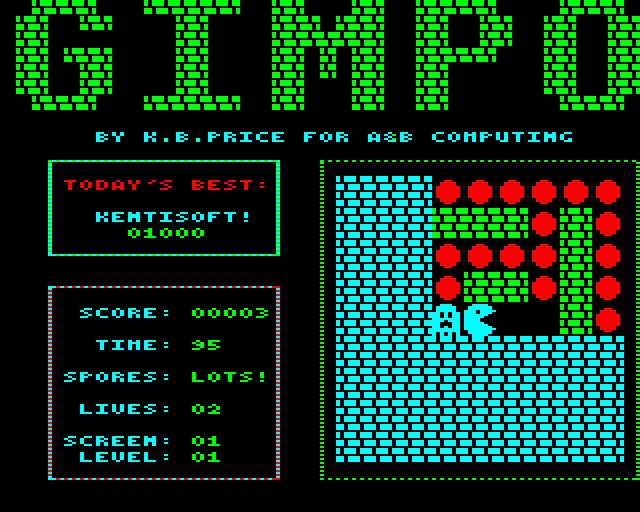 GIMPO
BY K.B.PRICE FOR A&B COMPUTING
TODAY'S BEST:
KENTISOFT!
01000
SCORE: 00003
TIME: 95
SPORES: LOTS!
LIVES: 02
SCREEN: 01
LEVEL: 01